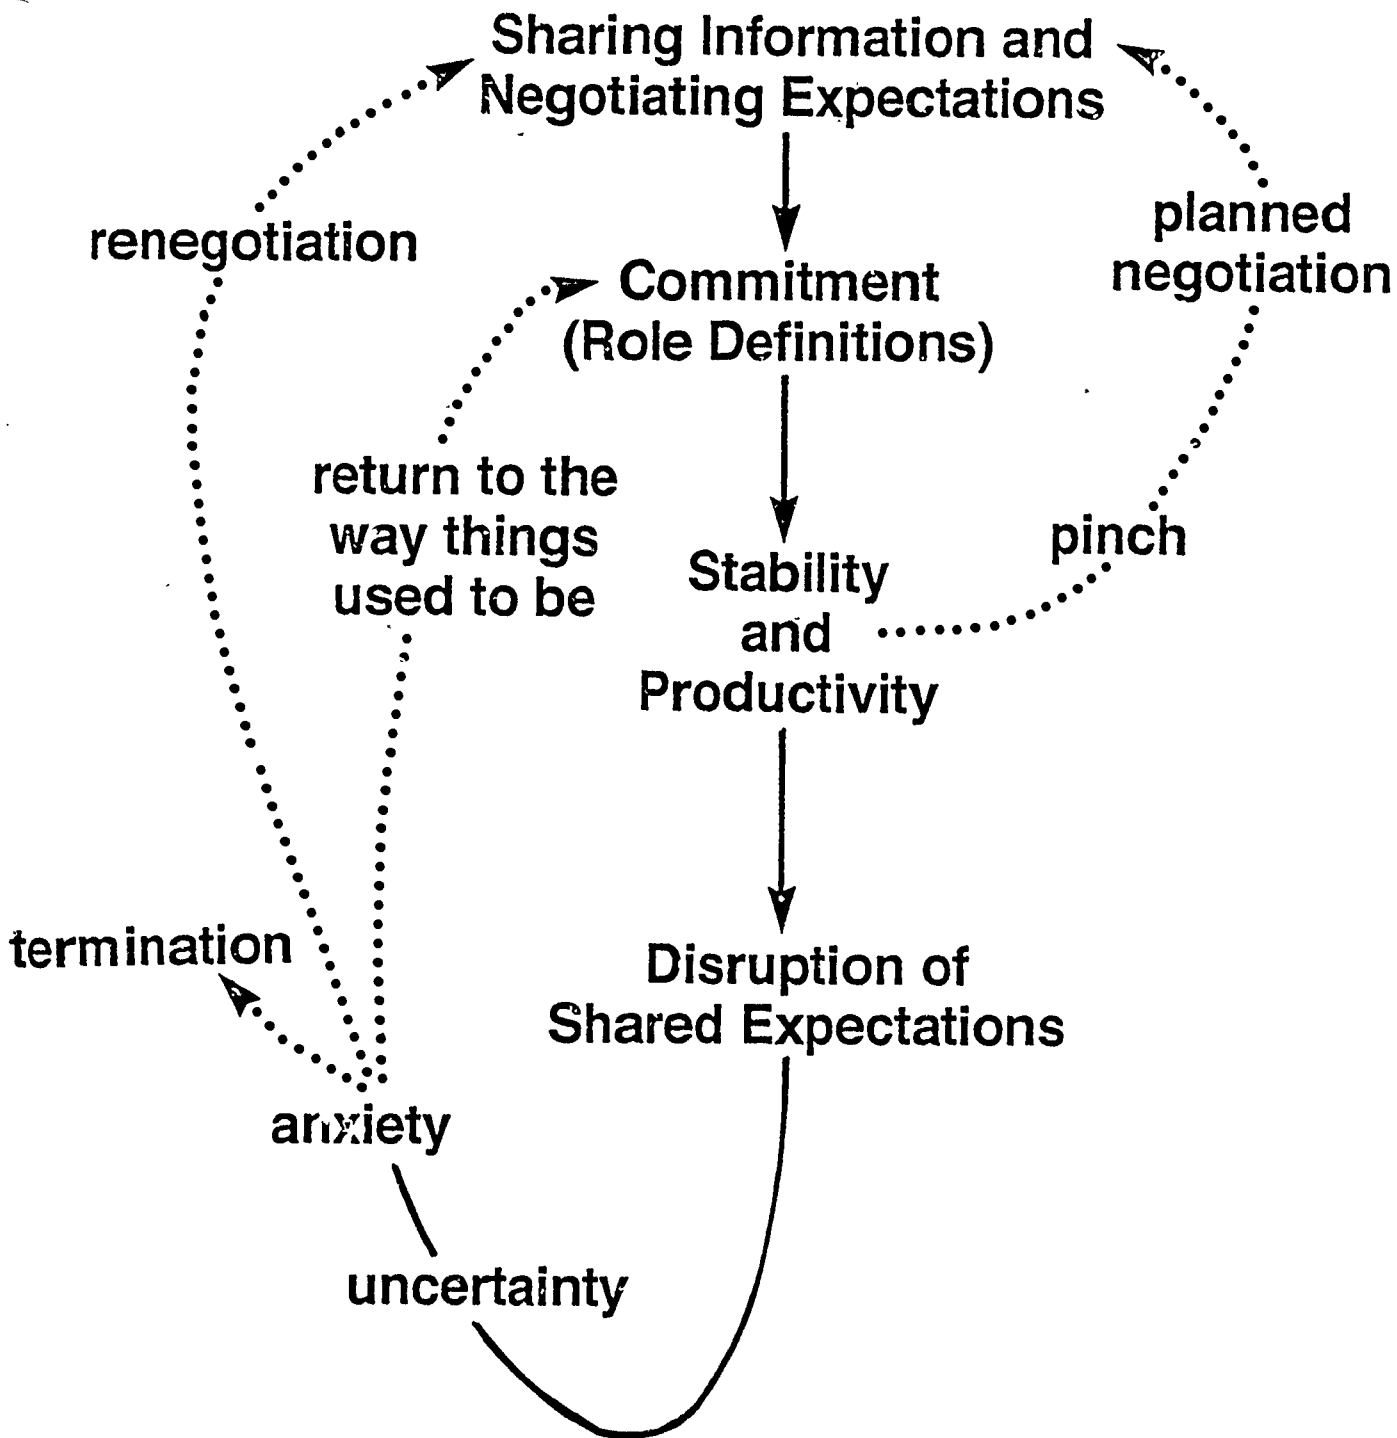 Sharing Information and
Negotiating Expectations
renegotiation
planned
negotiation
Commitment
(Role Definitions)
return to the
way things
used to be
pinch
Stability
and
Productivity
termination
Disruption of
Shared Expectations
anxiety
uncertainty